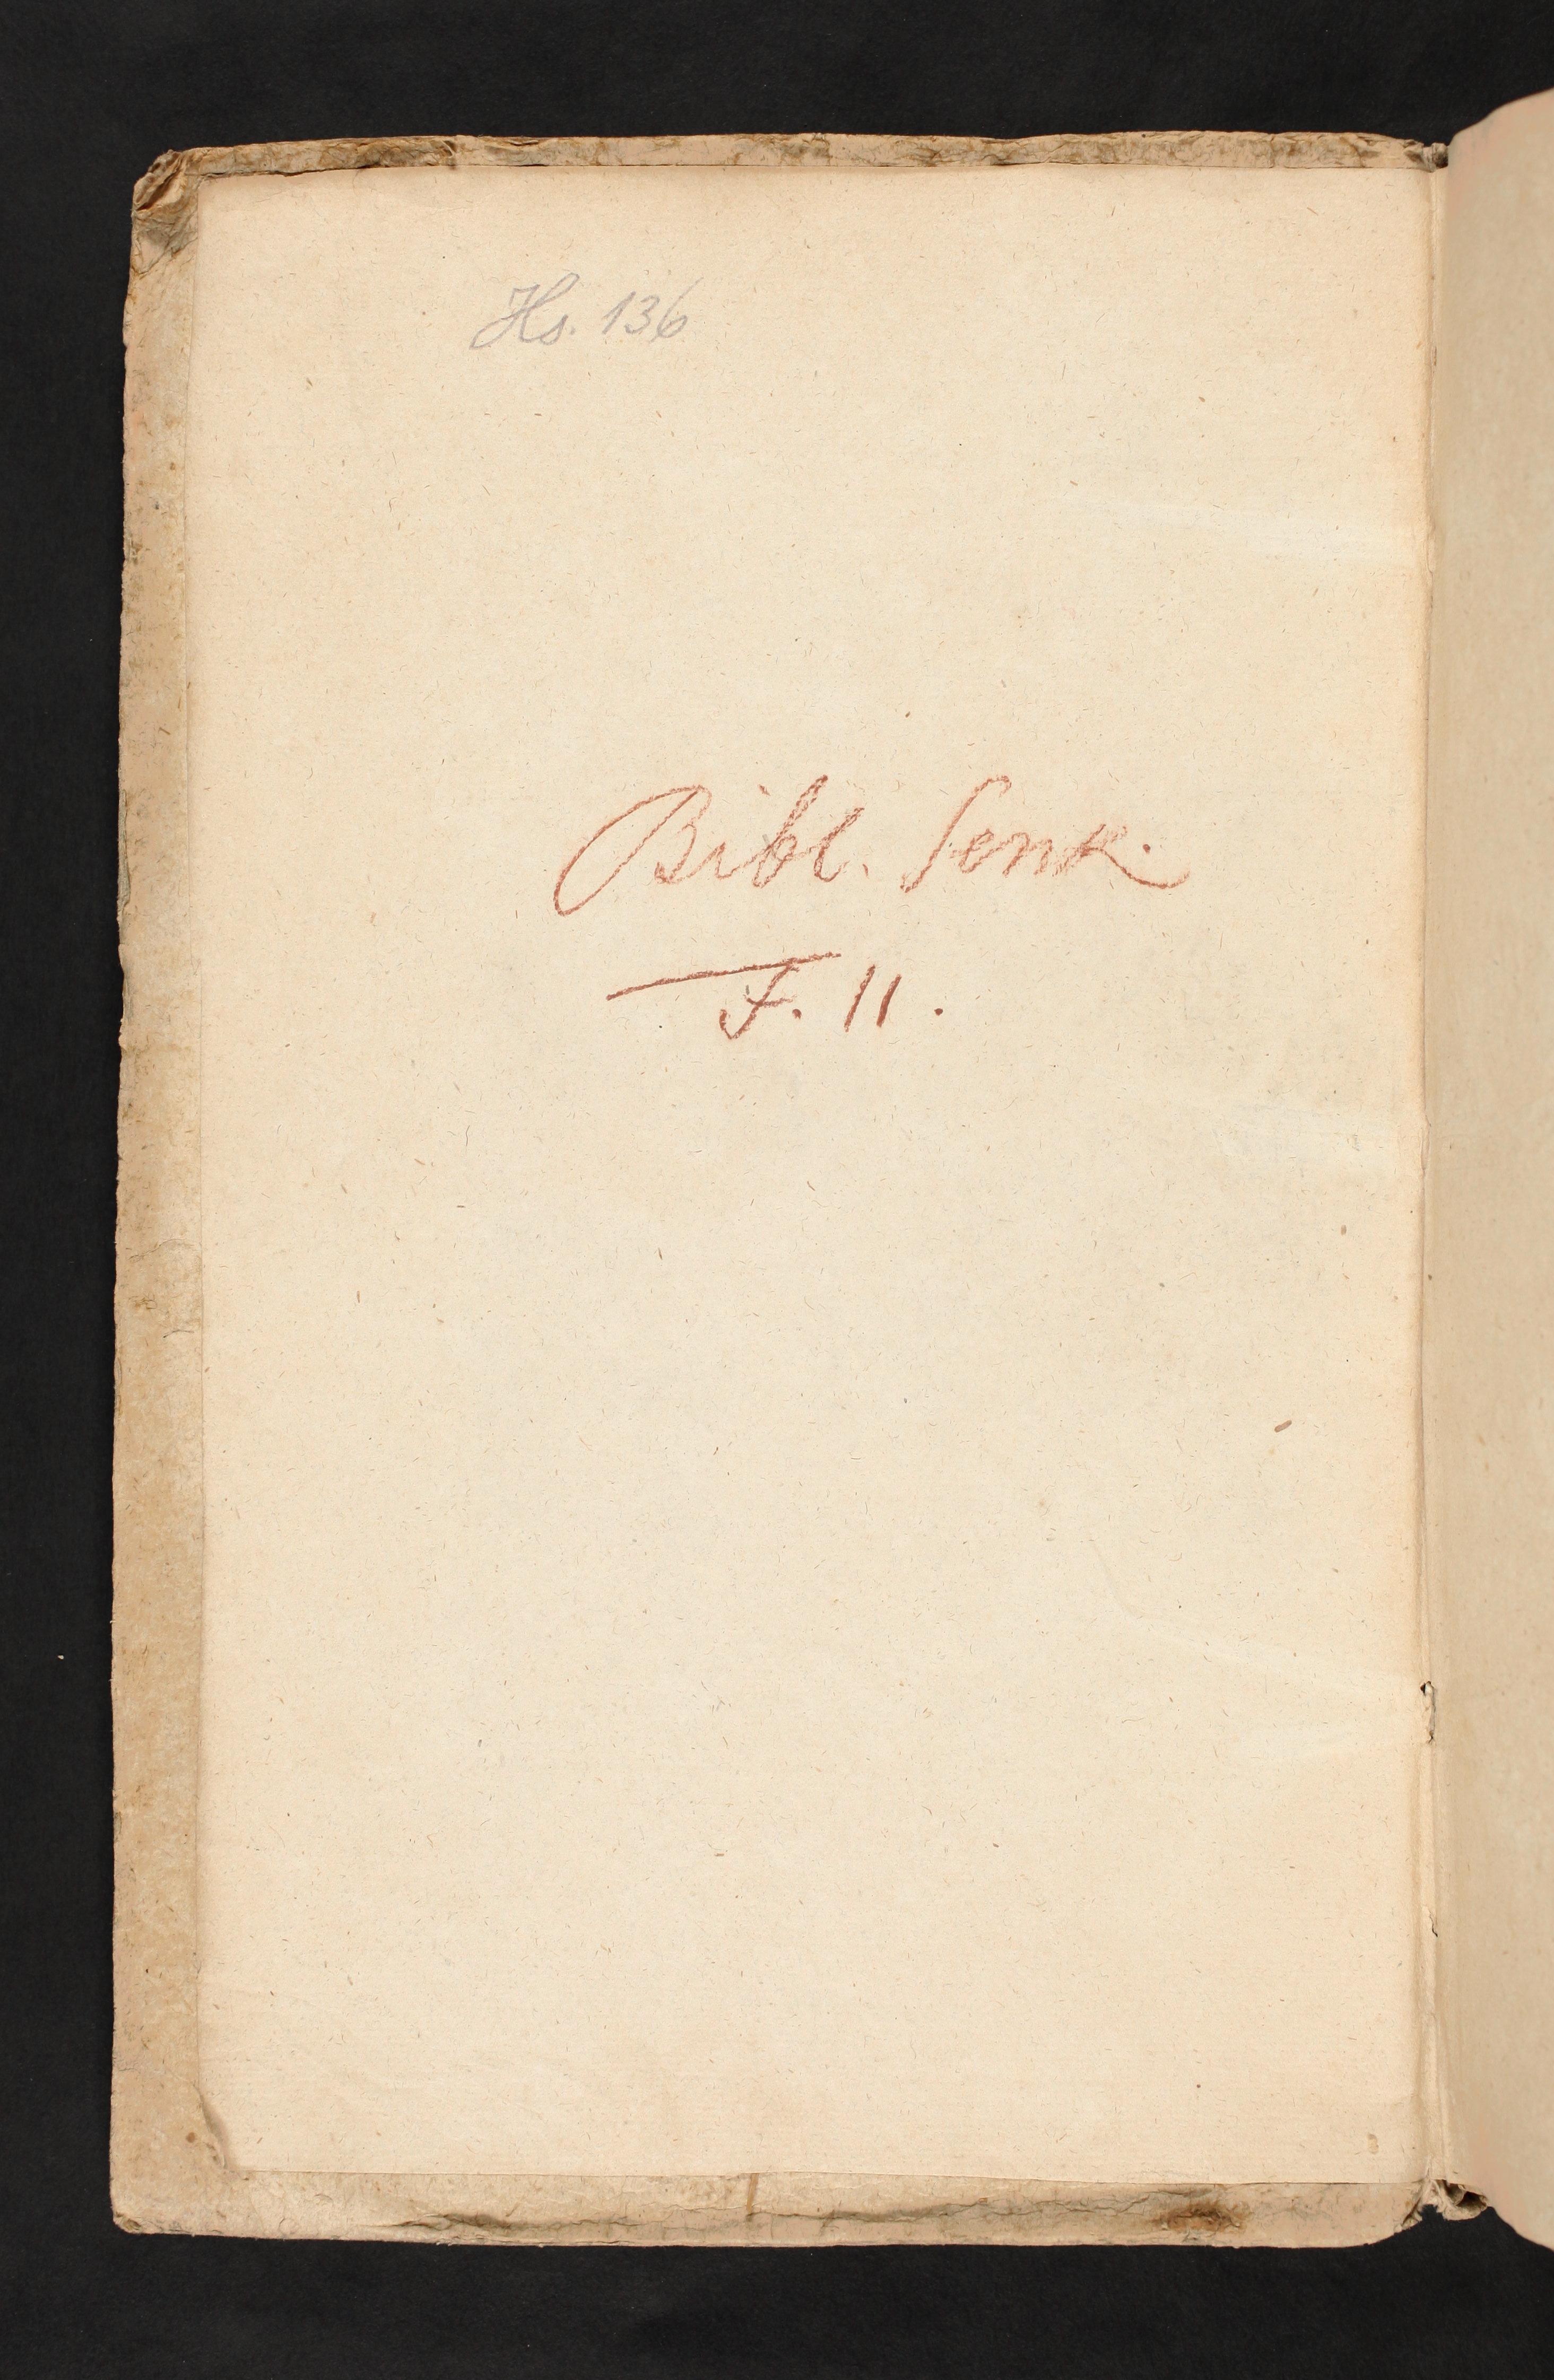 Hs. 136
Bibl. Senk.
F. 11.